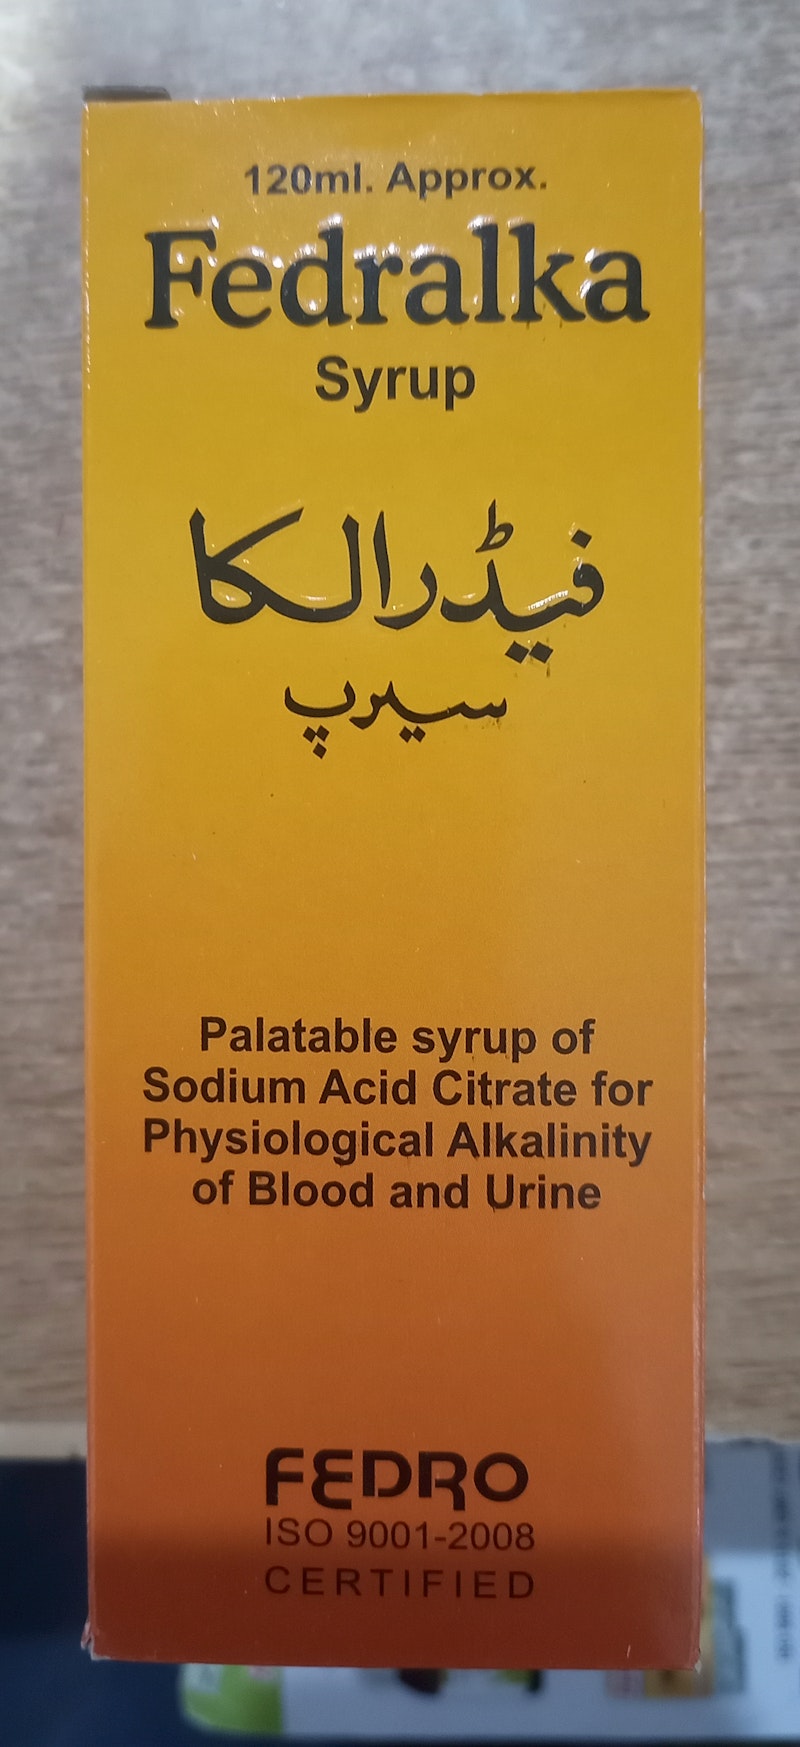 120ml. Approx.
Fedralka
Syrup
فیڈرالکا
سیرپ
Palatable syrup of
Sodium Acid Citrate for
Physiological Alkalinity
of Blood and Urine
FEDRO
ISO 9001-2008
CERTIFIED